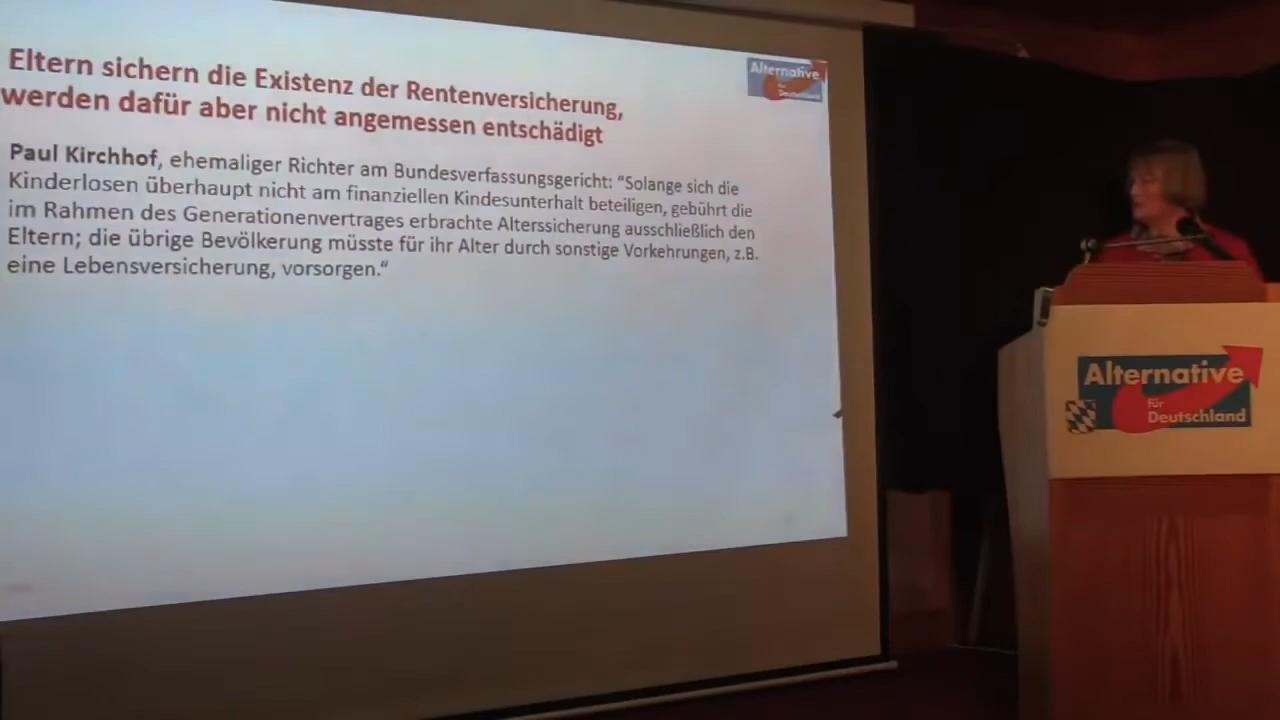 Eltern sichern die Existenz der Rentenversicherung,
werden dafür aber nicht angemessen entschädigt
Paul Kirchhof, ehemaliger Richter am Bundesverfassungsgericht: “Solange sich die
Kinderlosen überhaupt nicht am finanziellen Kindesunterhalt beteiligen, gebührt die
im Rahmen des Generationenvertrages erbrachte Alterssicherung ausschließlich den
Eltern; die übrige Bevölkerung müsste für ihr Alter durch sonstige Vorkehrungen, z.B.
eine Lebensversicherung, vorsorgen.“
Alternative
für
Deutschland
Alternative
für
Deutschland